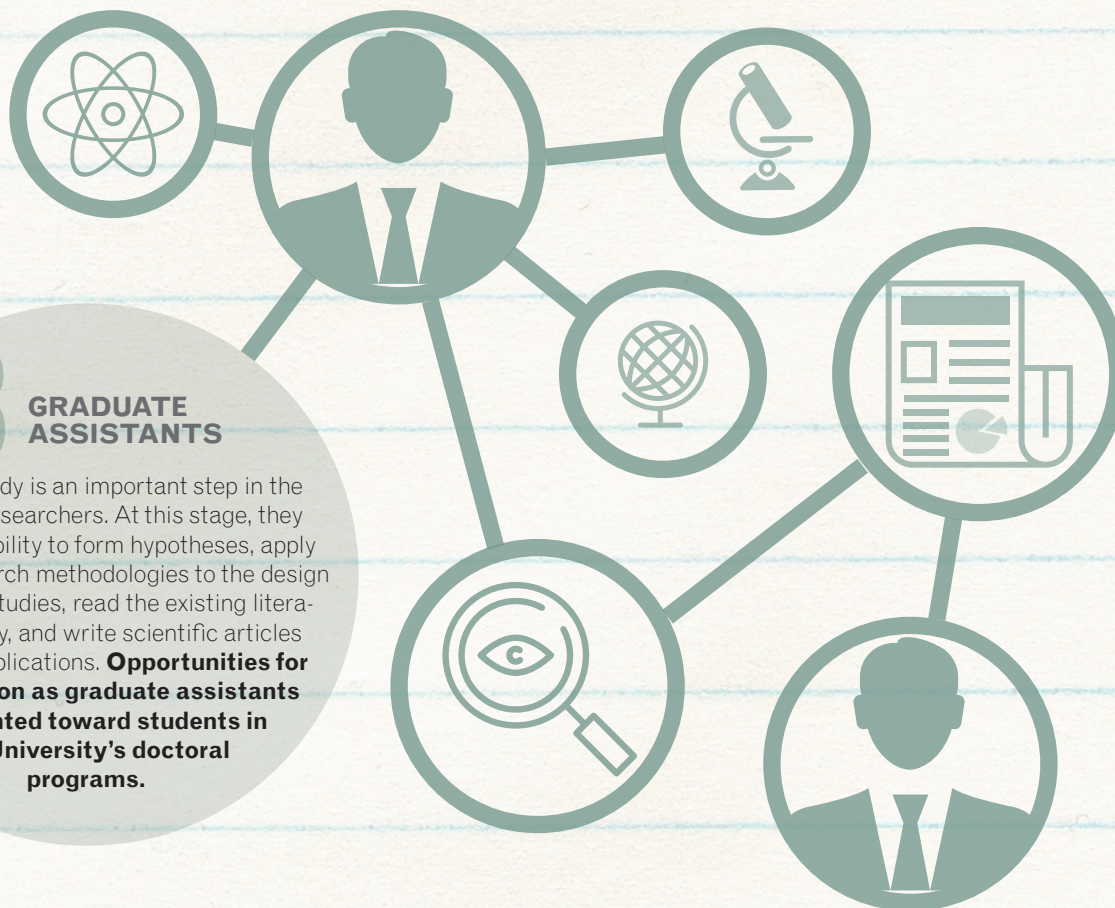 GRADUATE
ASSISTANTS
dy is an important step in the
searchers. At this stage, they
bility to form hypotheses, apply
rch methodologies to the design
tudies, read the existing litera-
y, and write scientific articles
blications. Opportunities for
on as graduate assistants
nted toward students in
University’s doctoral
programs.